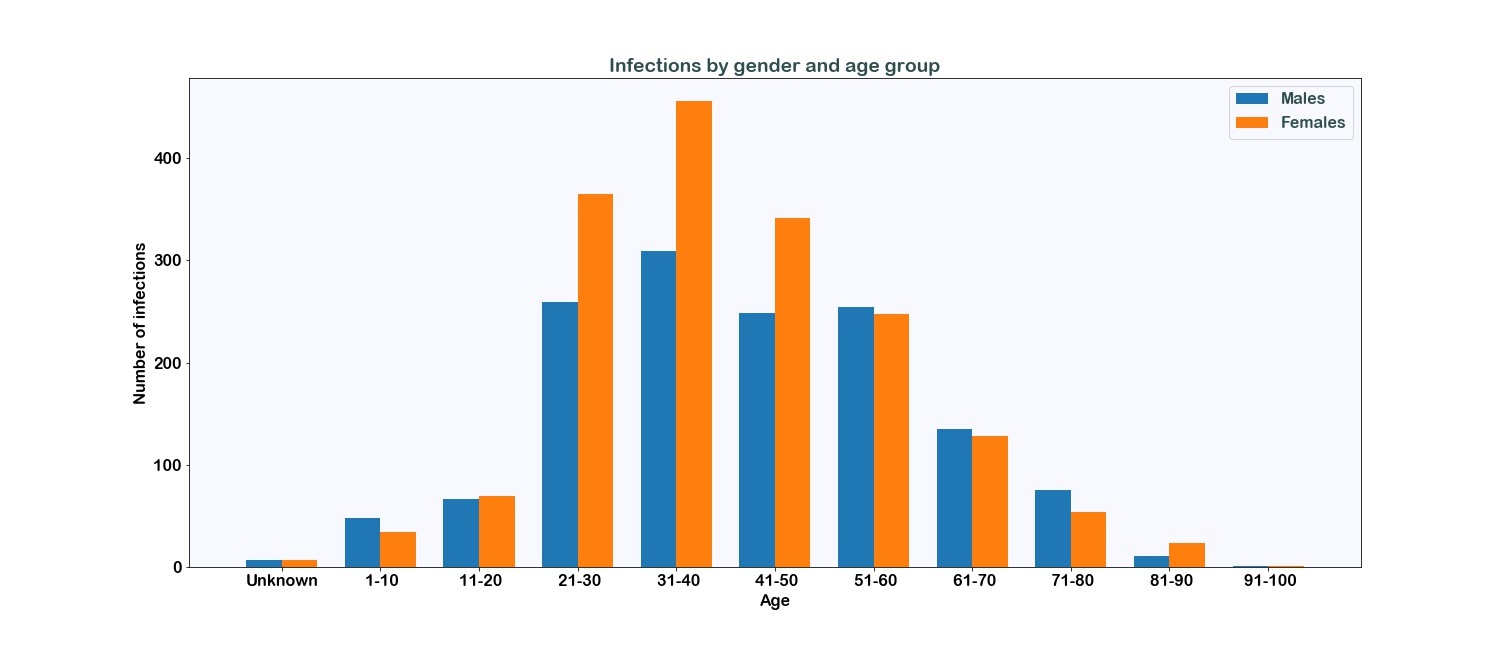 Infections by gender and age group
Males
Females
Number of infections
400
300
200
100
0
Unknown 1-10 11-20 21-30 31-40 41-50 51-60 61-70 71-80 81-90 91-100
Age